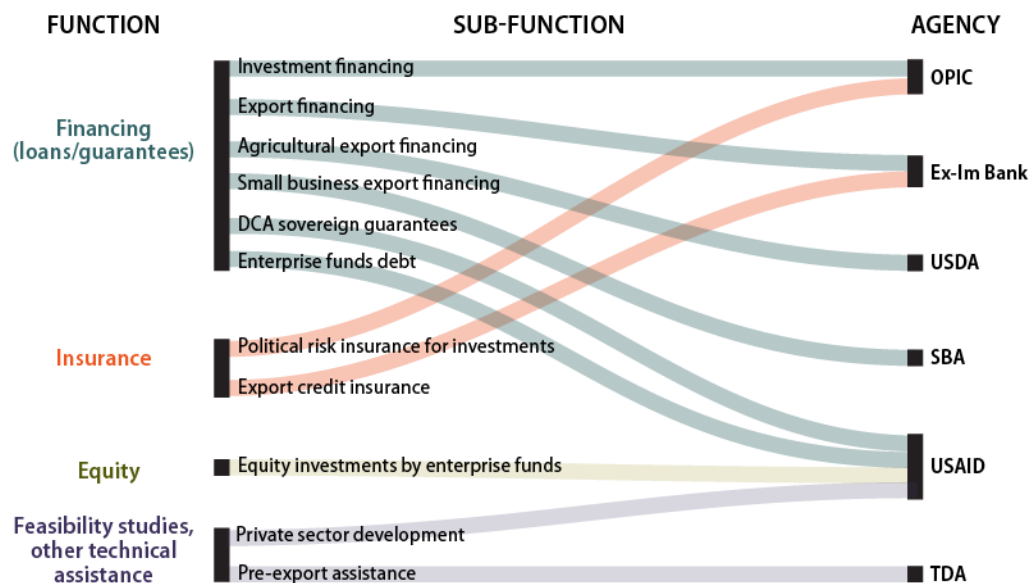 FUNCTION
SUB-FUNCTION
AGENCY
Financing
(loans/guarantees)
Investment financing
Export financing
Agricultural export financing
Small business export financing
DCA sovereign guarantees
Enterprise funds debt
Insurance
Political risk insurance for investments
Export credit insurance
Equity
Equity investments by enterprise funds
Feasibility studies,
other technical
assistance
Private sector development
Pre-export assistance
OPIC
Ex-Im Bank
USDA
SBA
USAID
TDA